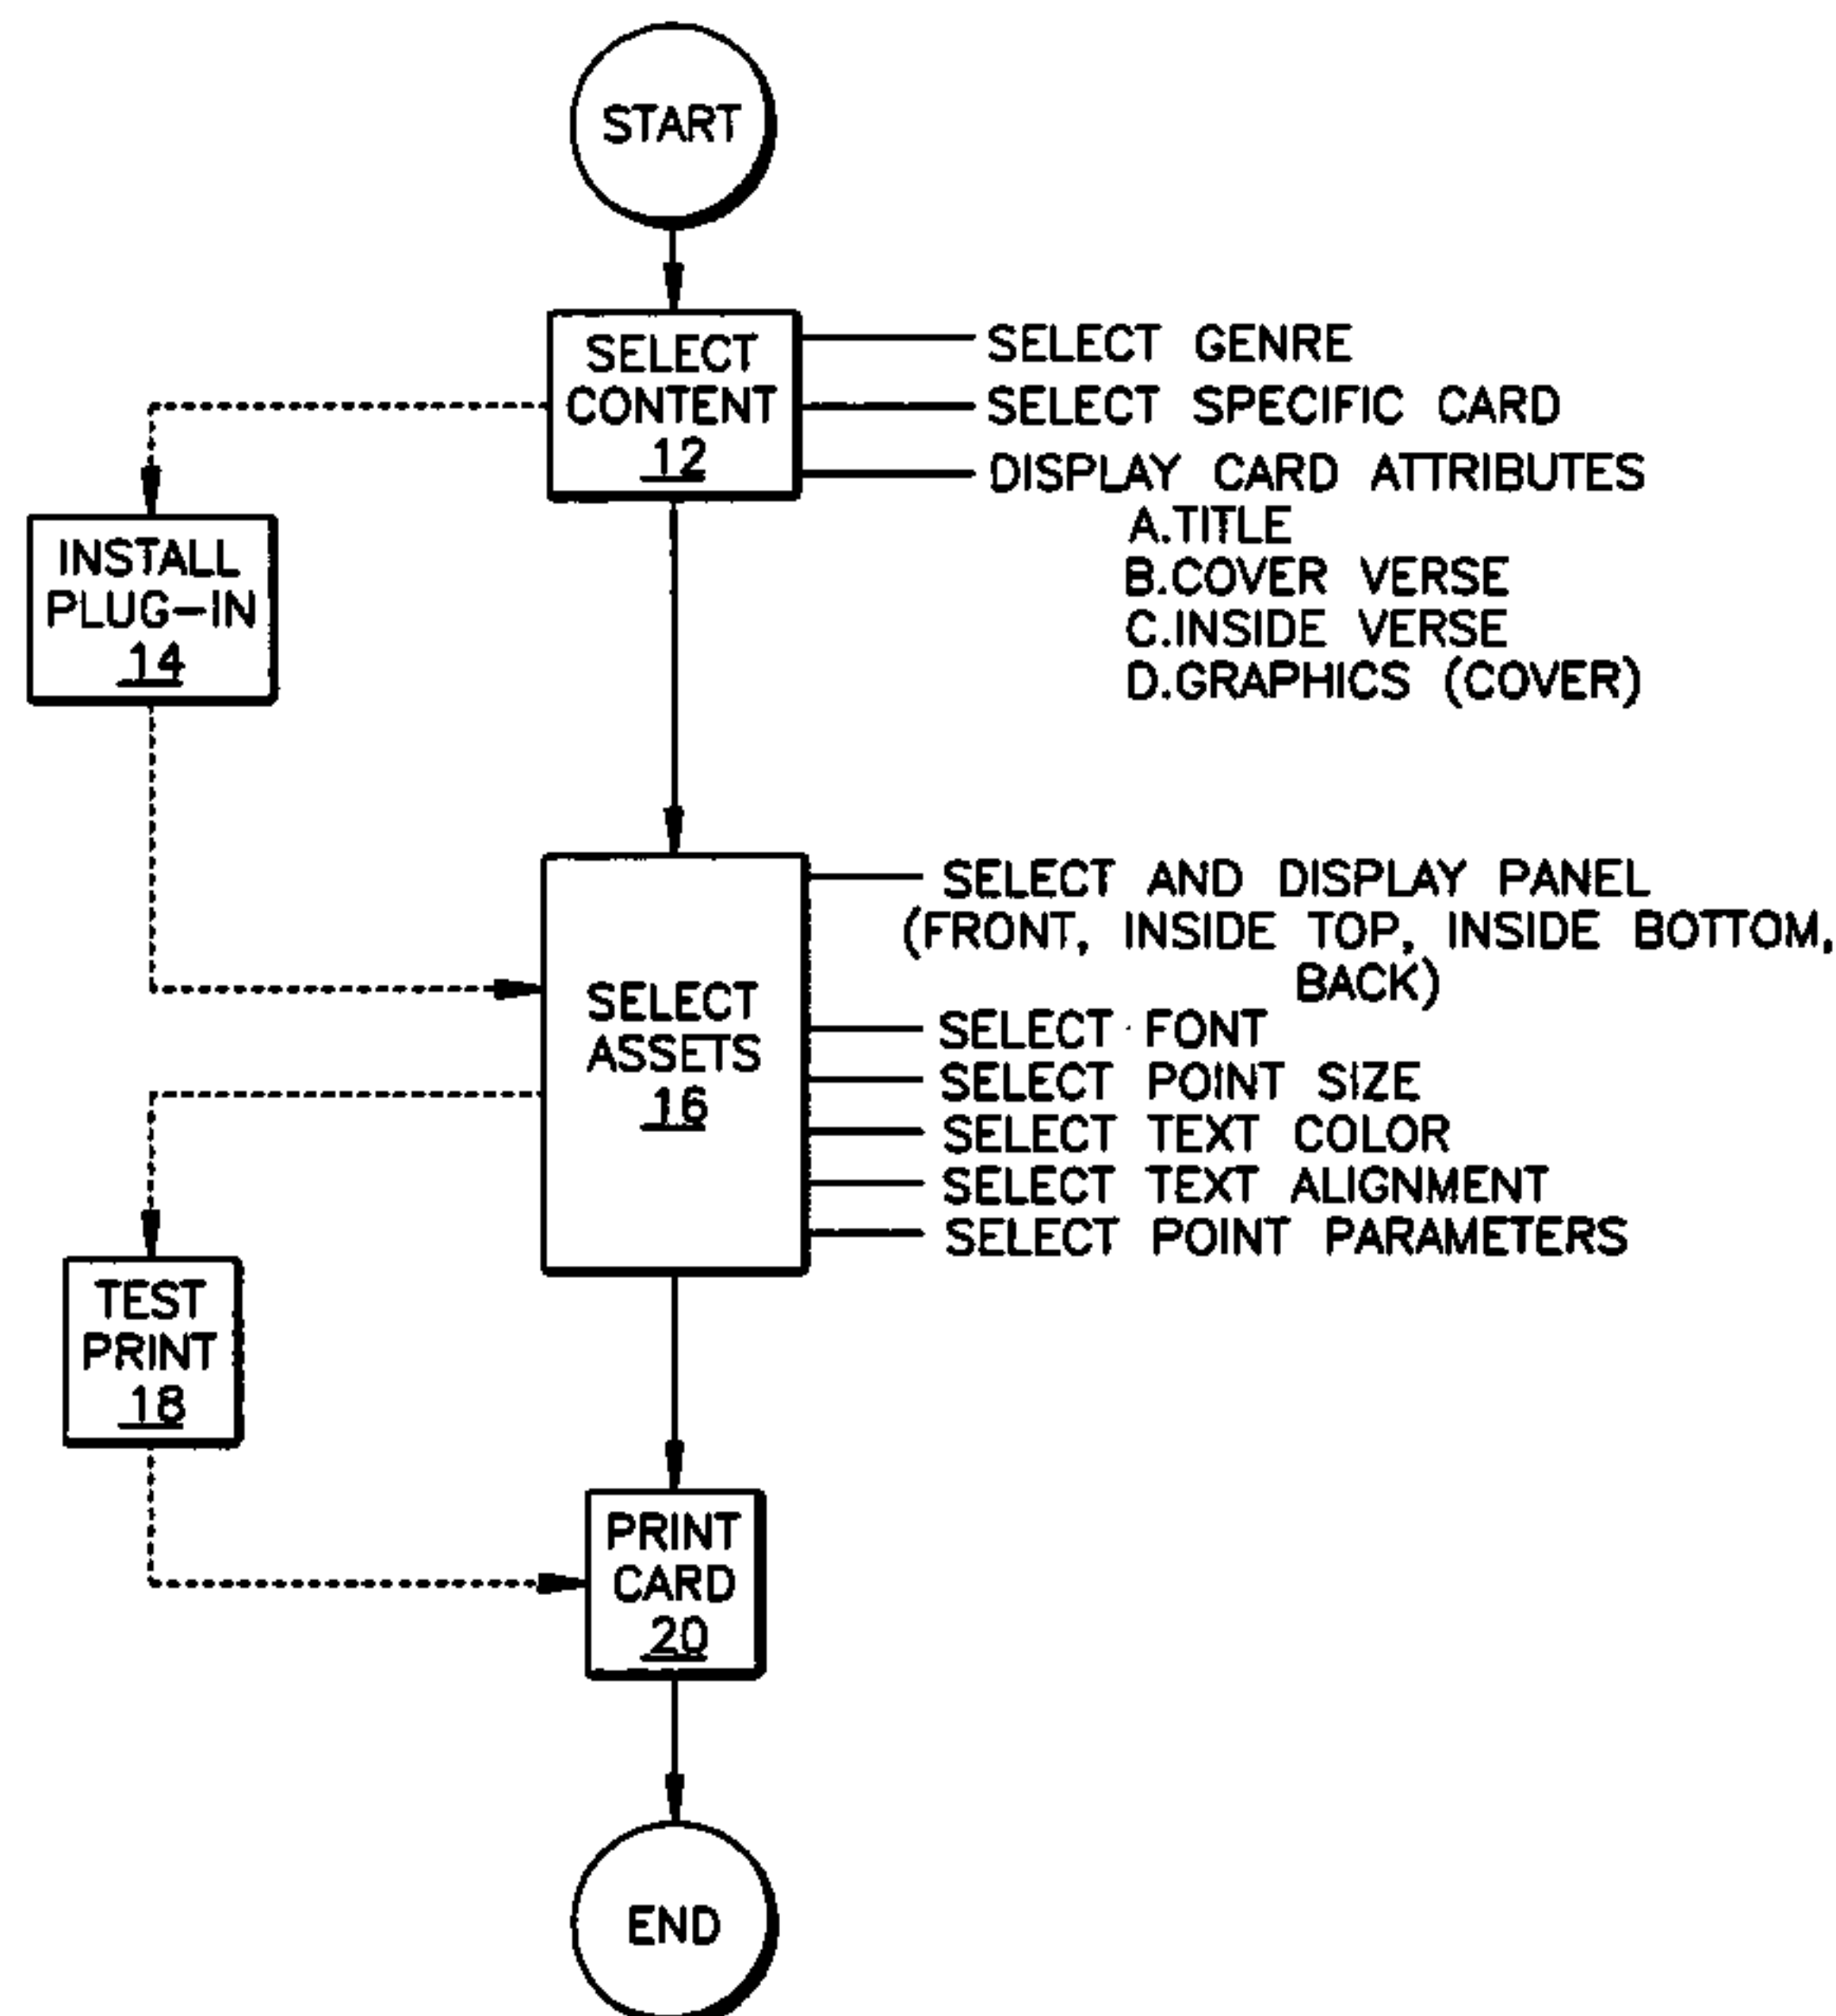 START
SELECT
CONTENT
12
SELECT GENRE
SELECT SPECIFIC CARD
DISPLAY CARD ATTRIBUTES
A.TITLE
B.COVER VERSE
C.INSIDE VERSE
D.GRAPHICS (COVER)
INSTALL
PLUG-IN
14
SELECT
ASSETS
16
SELECT AND DISPLAY PANEL
(FRONT, INSIDE TOP, INSIDE BOTTOM,
BACK)
SELECT FONT
SELECT POINT SIZE
SELECT TEXT COLOR
SELECT TEXT ALIGNMENT
SELECT POINT PARAMETERS
TEST
PRINT
18
PRINT
CARD
20
END